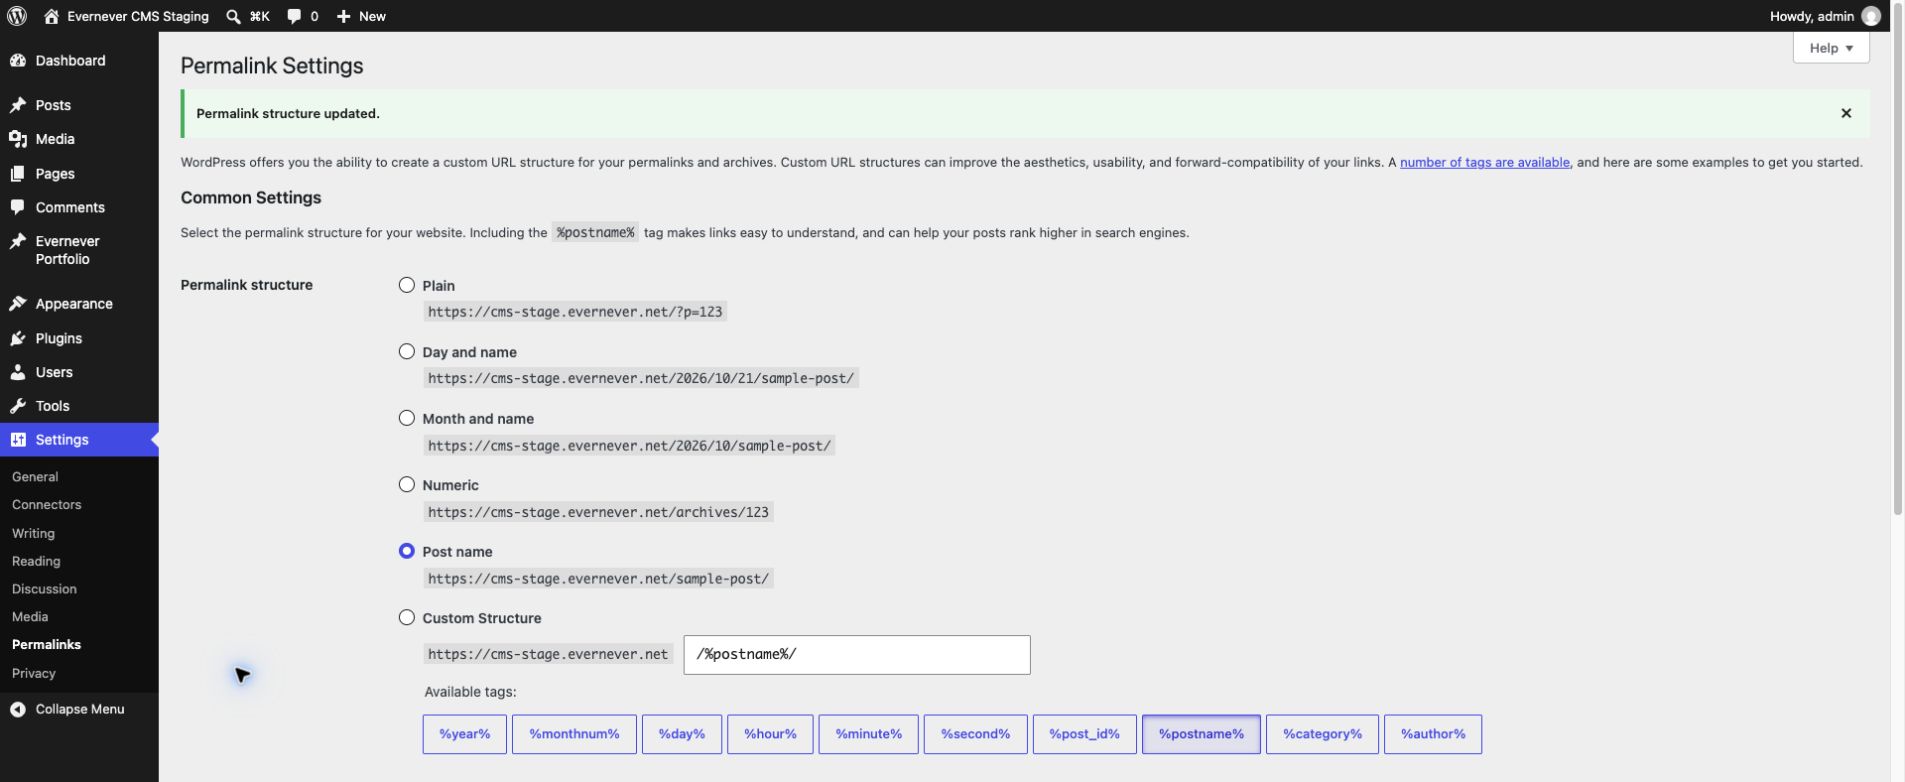 Evernever CMS Staging ⌘K 0 New Howdy, admin
Help
Dashboard
Posts
Media
Pages
Comments
Evernever
Portfolio
Appearance
Plugins
Users
Tools
Settings
General
Connectors
Writing
Reading
Discussion
Media
Permalinks
Privacy
Collapse Menu
Permalink Settings
Permalink structure updated.
WordPress offers you the ability to create a custom URL structure for your permalinks and archives. Custom URL structures can improve the aesthetics, usability, and forward-compatibility of your links. A number of tags are available, and here are some examples to get you started.
Common Settings
Select the permalink structure for your website. Including the %postname% tag makes links easy to understand, and can help your posts rank higher in search engines.
Permalink structure
Plain
https://cms-stage.evernever.net/?p=123
Day and name
https://cms-stage.evernever.net/2026/10/21/sample-post/
Month and name
https://cms-stage.evernever.net/2026/10/sample-post/
Numeric
https://cms-stage.evernever.net/archives/123
Post name
https://cms-stage.evernever.net/sample-post/
Custom Structure
https://cms-stage.evernever.net /%postname%/
Available tags:
%year% %monthnum% %day% %hour% %minute% %second% %post_id% %postname% %category% %author%